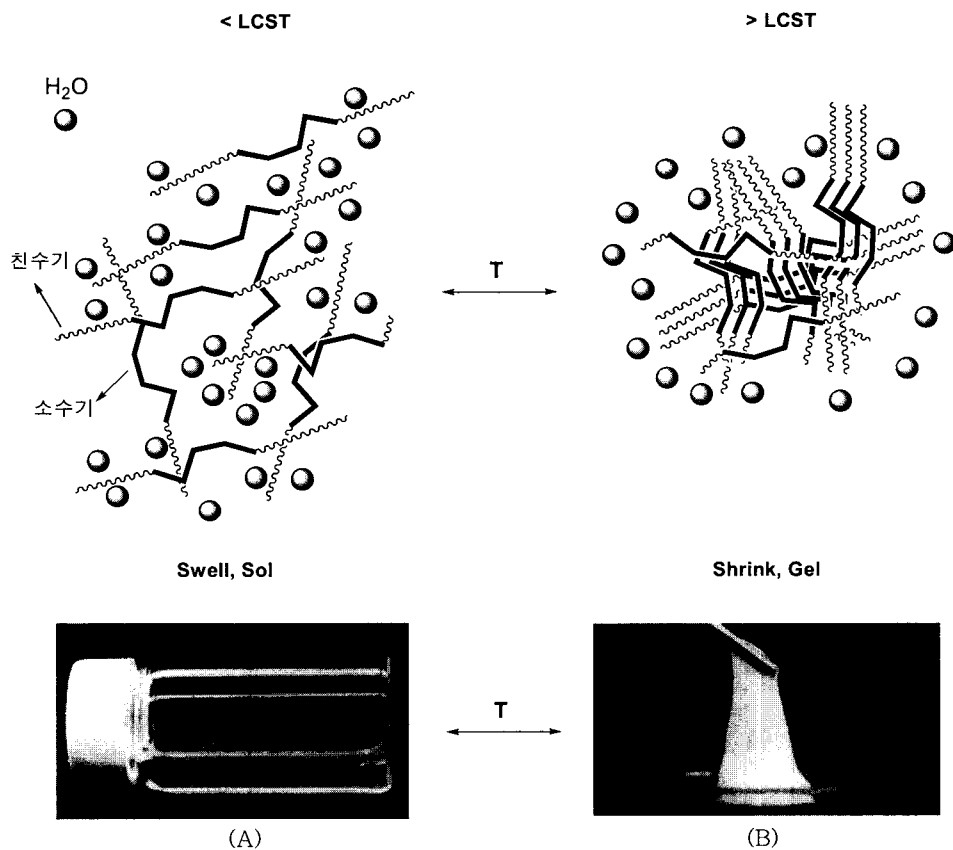 < LCST
> LCST
H₂O
친수기
T
소수기
Swell, Sol
Shrink, Gel
T
(A)
(B)